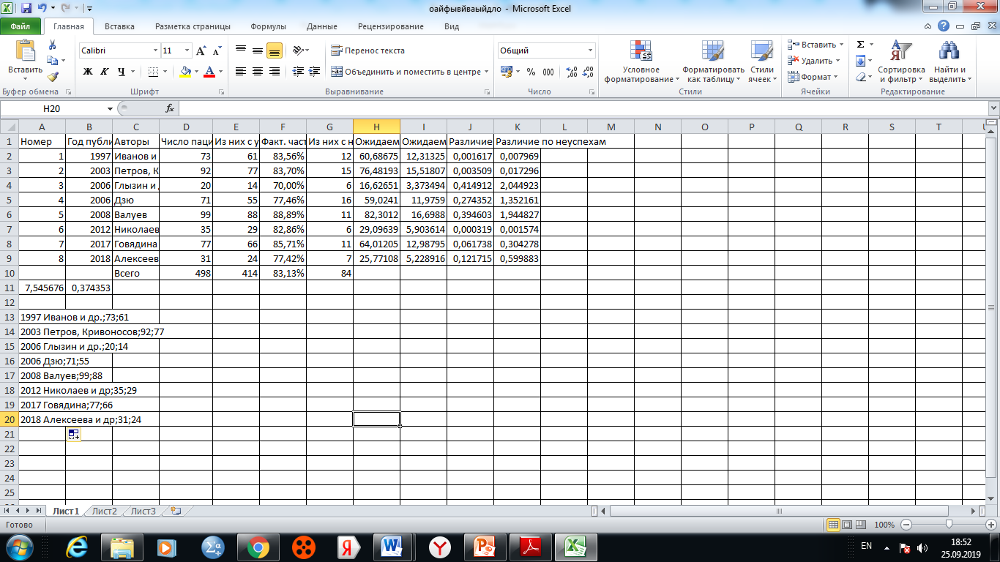 оайфывйваыйдло - Microsoft Excel
Файл Главная Вставка Разметка страницы Формулы Данные Рецензирование Вид
Вставить
Calibri 11
Ж К Ч
Перенос текста
Объединить и поместить в центре
Общий
% 000
Условное форматирование
Форматировать как таблицу
Стили ячеек
Вставить
Удалить
Формат
Сортировка и фильтр
Найти и выделить
Буфер обмена Шрифт Выравнивание Число Стили Ячейки Редактирование
H20 fx
A B C D E F G H I J K L M N O P Q R S T U
1 Номер Год публи Авторы Число паци Из них с у Факт. част Из них с н Ожидаем Ожидаем Различие Различие по неуспехам
2 1 1997 Иванов и 73 61 83,56% 12 60,68675 12,31325 0,001617 0,007969
3 2 2003 Петров, К 92 77 83,70% 15 76,48193 15,51807 0,003509 0,017296
4 3 2006 Глызин и д 20 14 70,00% 6 16,62651 3,373494 0,414912 2,044923
5 4 2006 Дзю 71 55 77,46% 16 59,0241 11,9759 0,274352 1,352161
6 5 2008 Валуев 99 88 88,89% 11 82,3012 16,6988 0,394603 1,944827
7 6 2012 Николаев 35 29 82,86% 6 29,09639 5,903614 0,000319 0,001574
8 7 2017 Говядина 77 66 85,71% 11 64,01205 12,98795 0,061738 0,304278
9 8 2018 Алексеев 31 24 77,42% 7 25,77108 5,228916 0,121715 0,599883
10 Всего 498 414 83,13% 84
11 7,545676 0,374353
12
13 1997 Иванов и др.;73;61
14 2003 Петров, Кривоносов;92;77
15 2006 Глызин и др.;20;14
16 2006 Дзю;71;55
17 2008 Валуев;99;88
18 2012 Николаев и др;35;29
19 2017 Говядина;77;66
20 2018 Алексеева и др;31;24
21
22
23
24
25
Лист1 Лист2 Лист3
Готово 100%
EN 18:52
25.09.2019